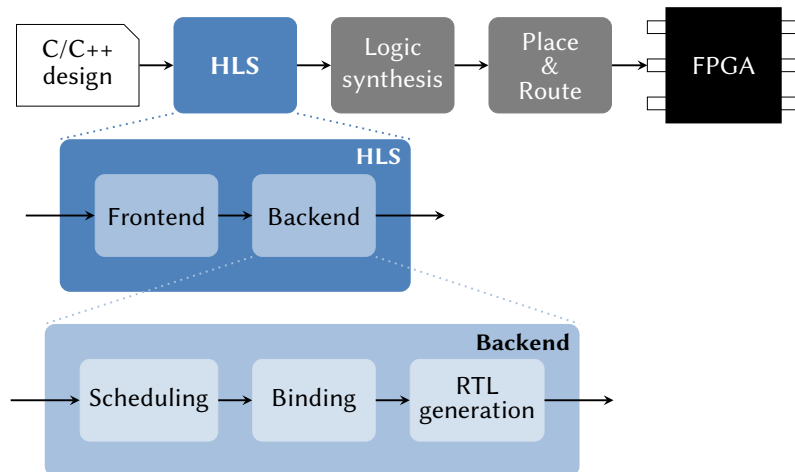 C/C++
design
HLS
Logic
synthesis
Place
&
Route
FPGA
HLS
Frontend
Backend
Backend
Scheduling
Binding
RTL
generation